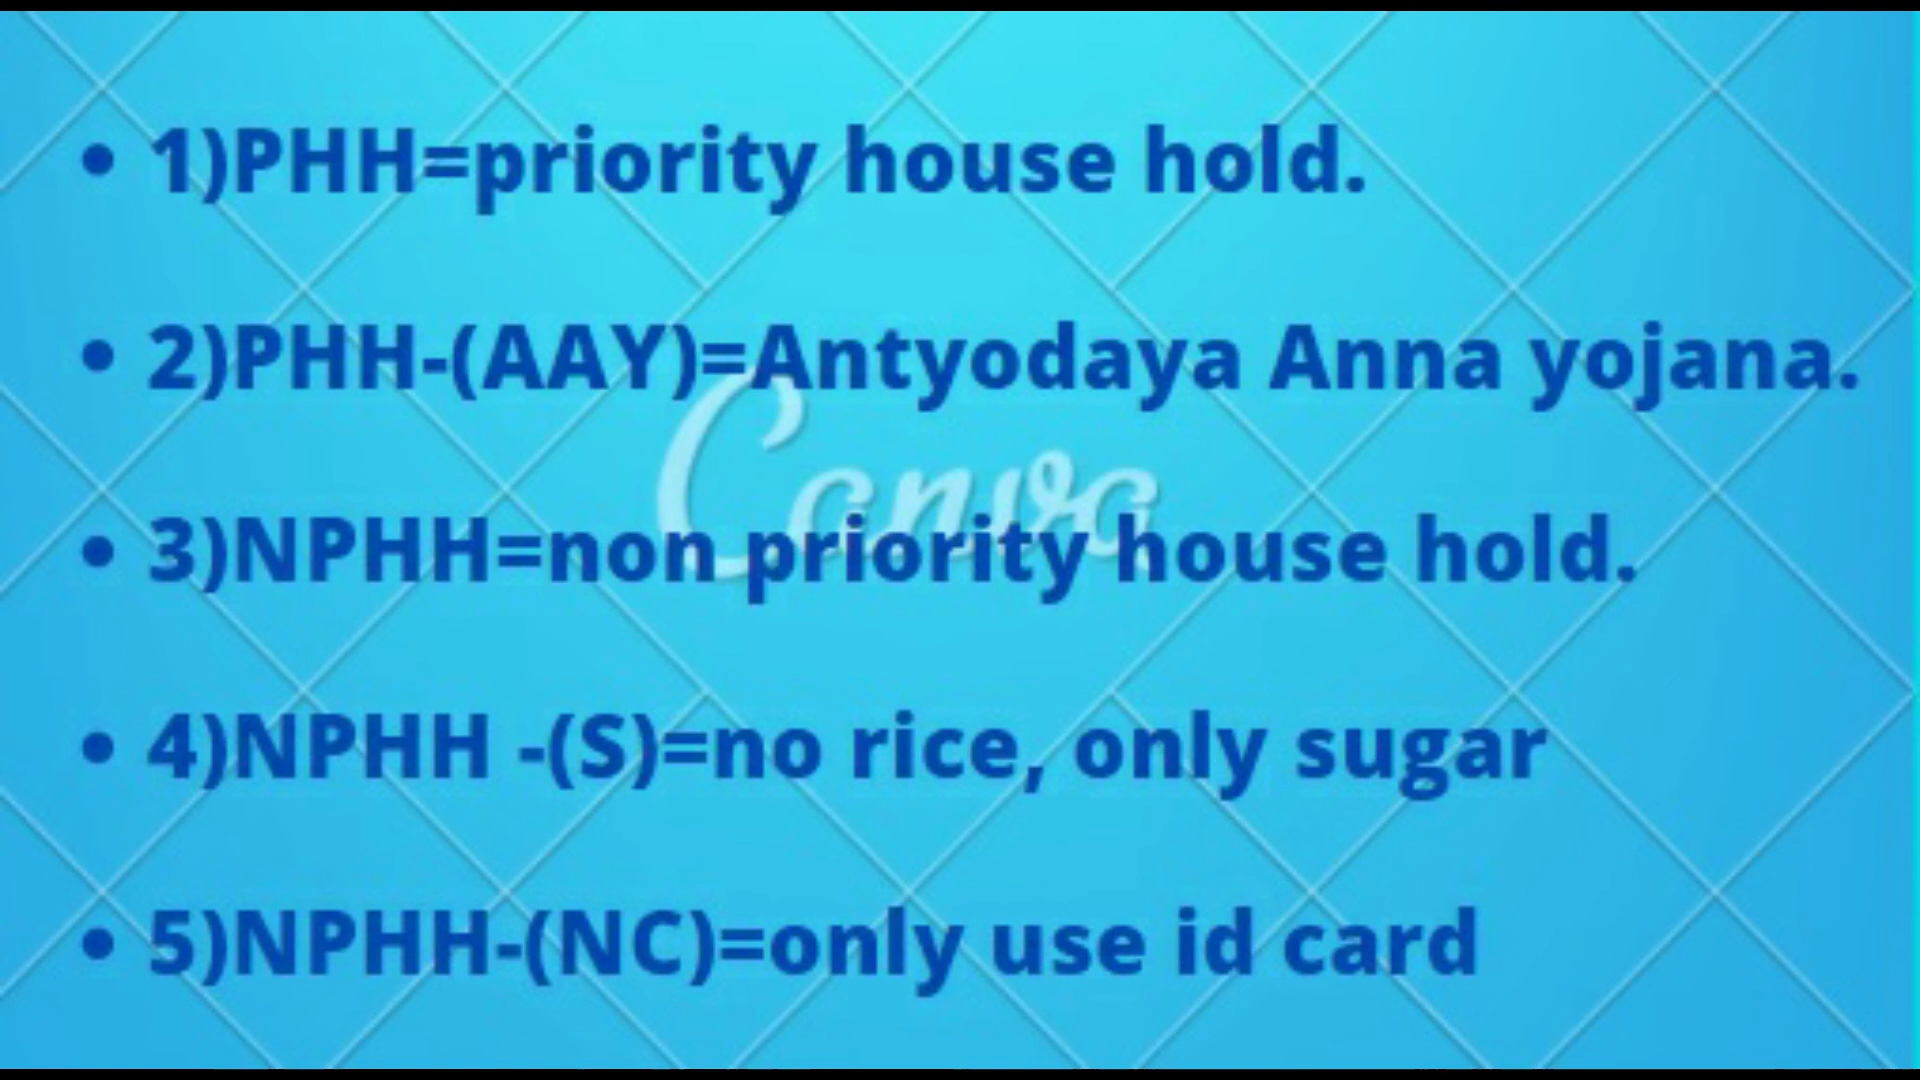 • 1)PHH=priority house hold.
• 2)PHH-(AAY)=Antyodaya Anna yojana.
Canva
• 3)NPHH=non priority house hold.
• 4)NPHH -(S)=no rice, only sugar
• 5)NPHH-(NC)=only use id card